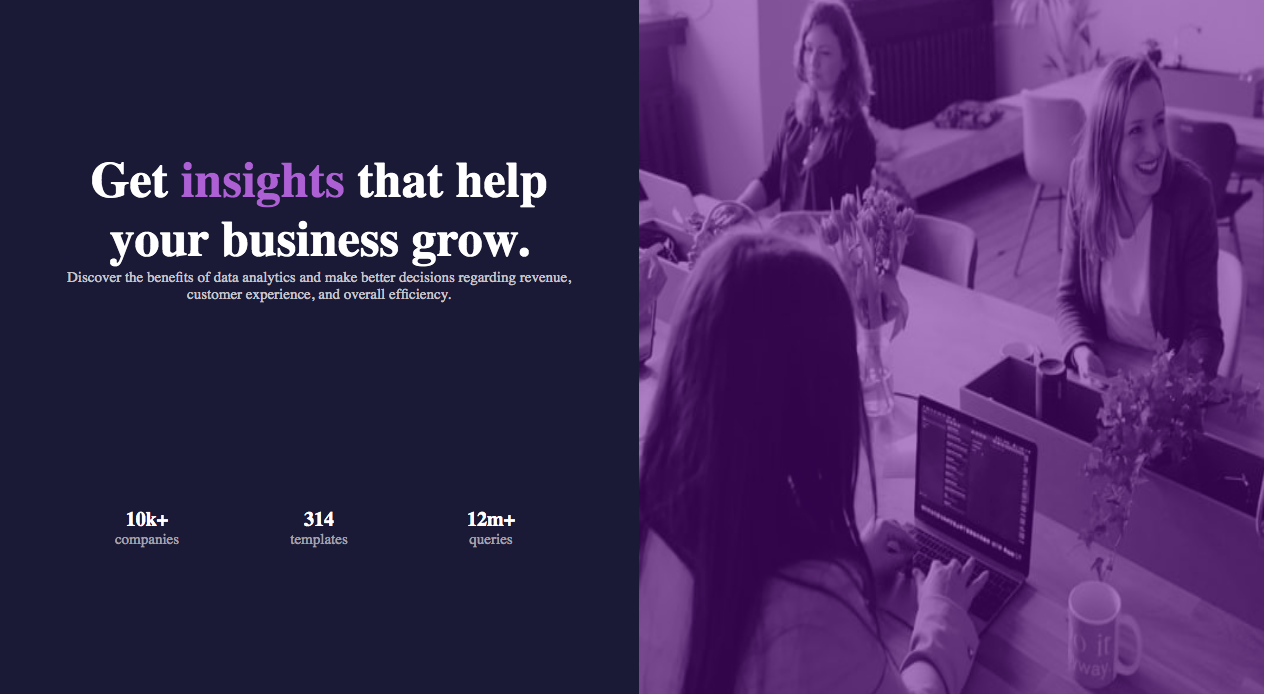 Get insights that help
your business grow.
Discover the benefits of data analytics and make better decisions regarding revenue,
customer experience, and overall efficiency.
10k+
companies
314
templates
12m+
queries